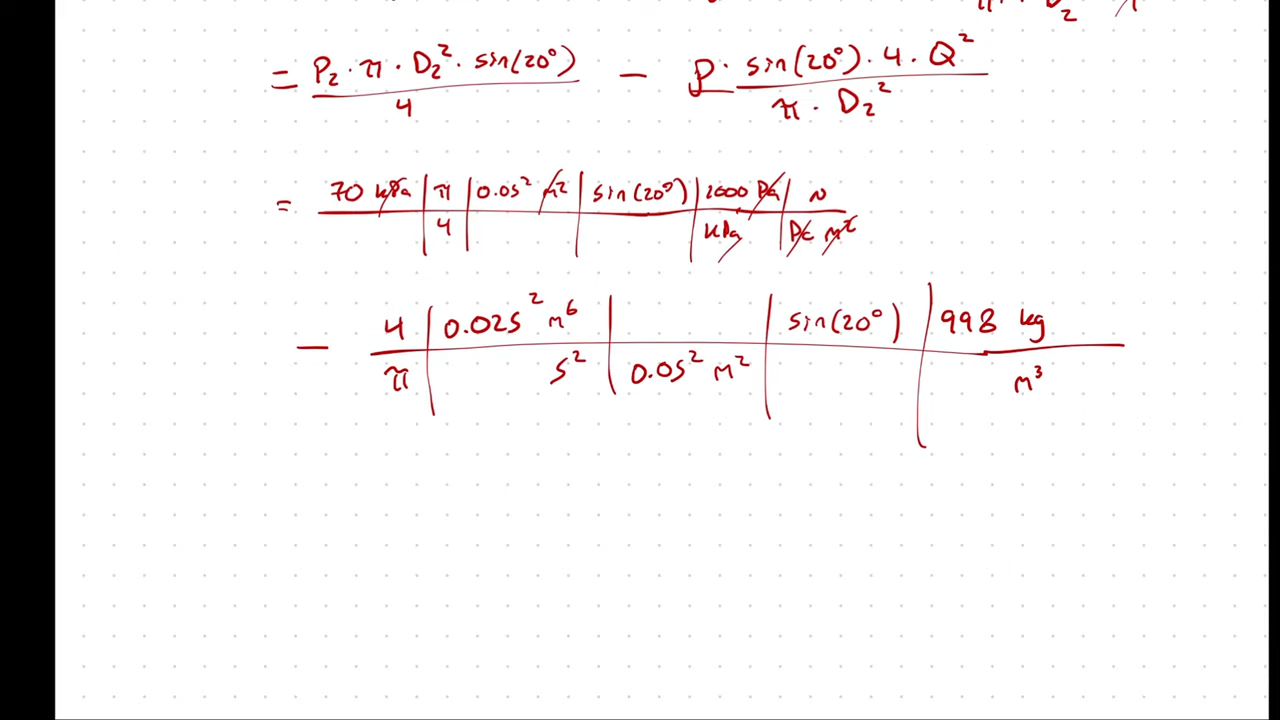 = P₂ · π · D₂² · sin(20°) / 4 − ρ · sin(20°) · 4 · Q² / π · D₂²
= 70 kPa | π | 0.05² m² | sin(20°) | 1000 Pa | N
4 | kPa | Pa m²
− 4 | 0.025² m⁶ | sin(20°) | 998 kg
π | s² | 0.05² m² | m³